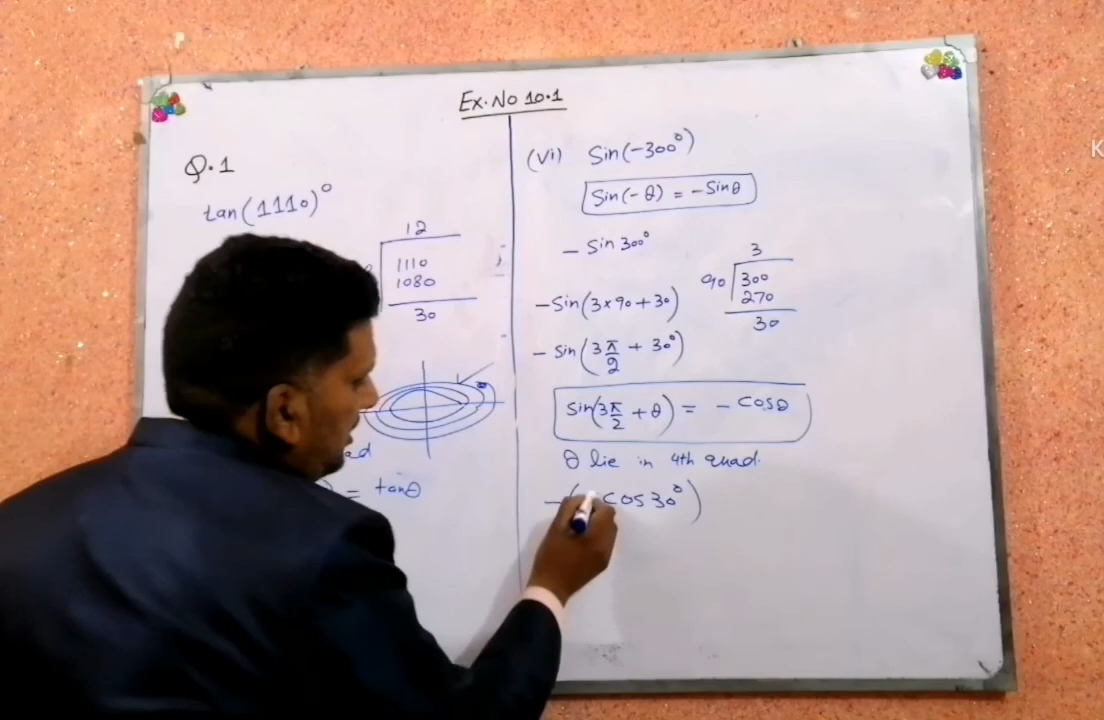 Ex. No 10.1
Q.1
tan(1110)°
12
1110
1080
30
ad
= tanθ
(vi) Sin(-300°)
Sin(-θ) = -Sinθ
- Sin 300°
3
90 300
270
30
-Sin(3×90+30)
- Sin(3π/2 + 30°)
Sin(3π/2 + θ) = - Cosθ
θ lie in 4th quad.
-( cos30°)
K